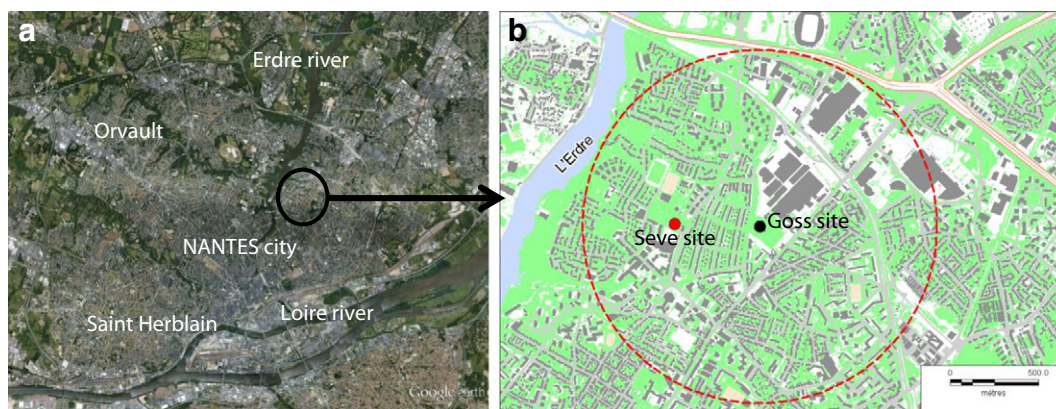 a
Erdre river
Orvault
NANTES city
Saint Herblain
Loire river
Google earth
b
L'Erdre
Seve site
Goss site
0 500.0
mètres